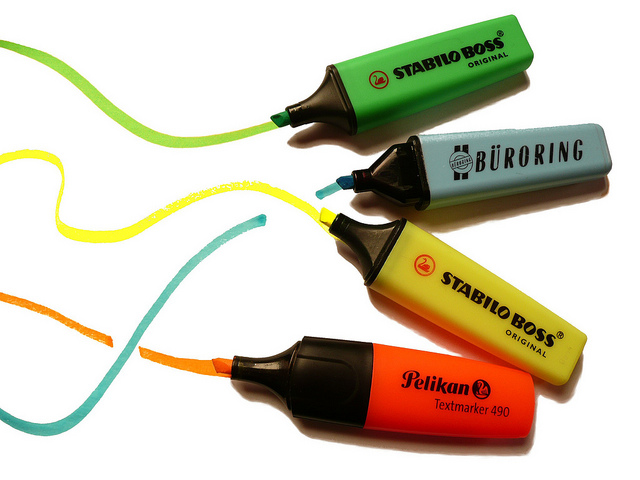 STABILO BOSS®
ORIGINAL
BÜRORING
STABILO BOSS®
ORIGINAL
Pelikan
Textmarker 490